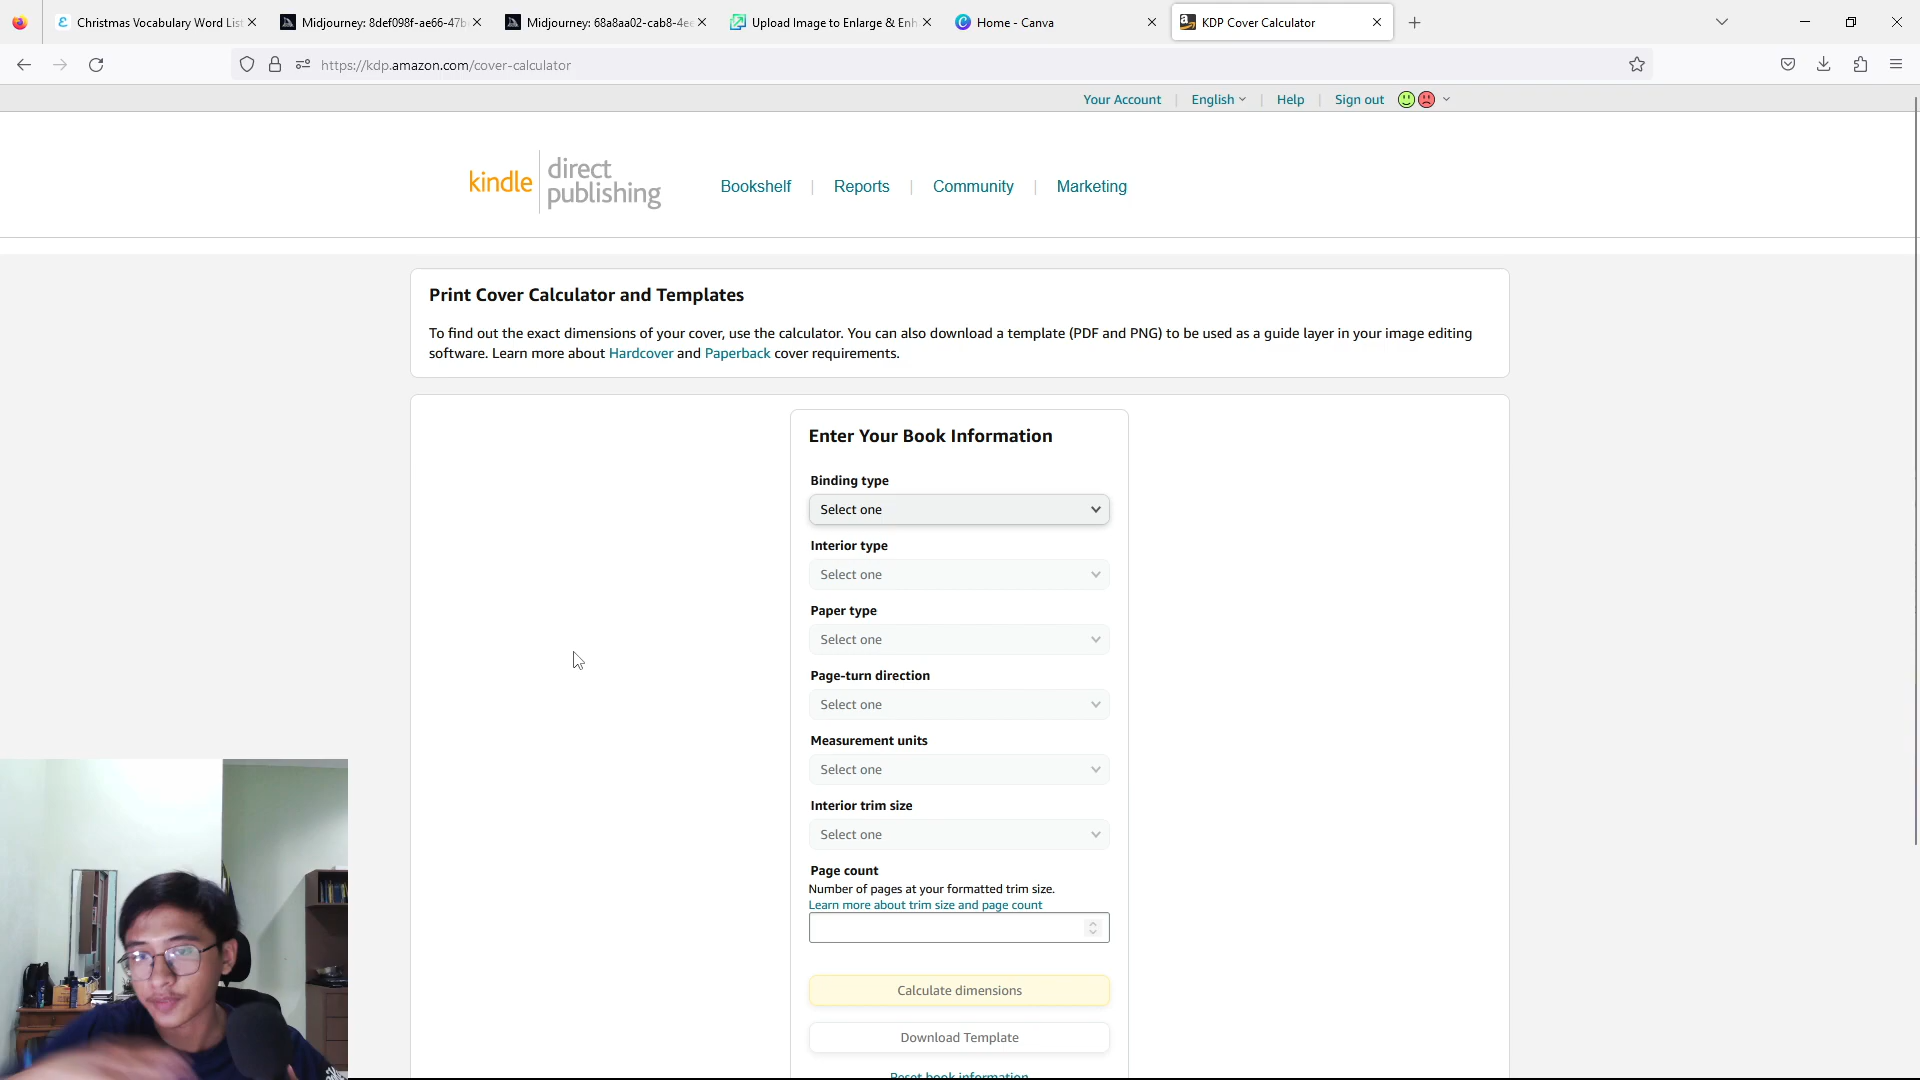 Christmas Vocabulary Word List
Midjourney: 8def098f-ae66-47b
Midjourney: 68a8aa02-cab8-4ee
Upload Image to Enlarge & Enh
Home - Canva
KDP Cover Calculator
https://kdp.amazon.com/cover-calculator
Your Account
English
Help
Sign out
kindle direct publishing
Bookshelf
Reports
Community
Marketing
Print Cover Calculator and Templates
To find out the exact dimensions of your cover, use the calculator. You can also download a template (PDF and PNG) to be used as a guide layer in your image editing
software. Learn more about Hardcover and Paperback cover requirements.
Enter Your Book Information
Binding type
Select one
Interior type
Select one
Paper type
Select one
Page-turn direction
Select one
Measurement units
Select one
Interior trim size
Select one
Page count
Number of pages at your formatted trim size.
Learn more about trim size and page count
Calculate dimensions
Download Template
Reset book information